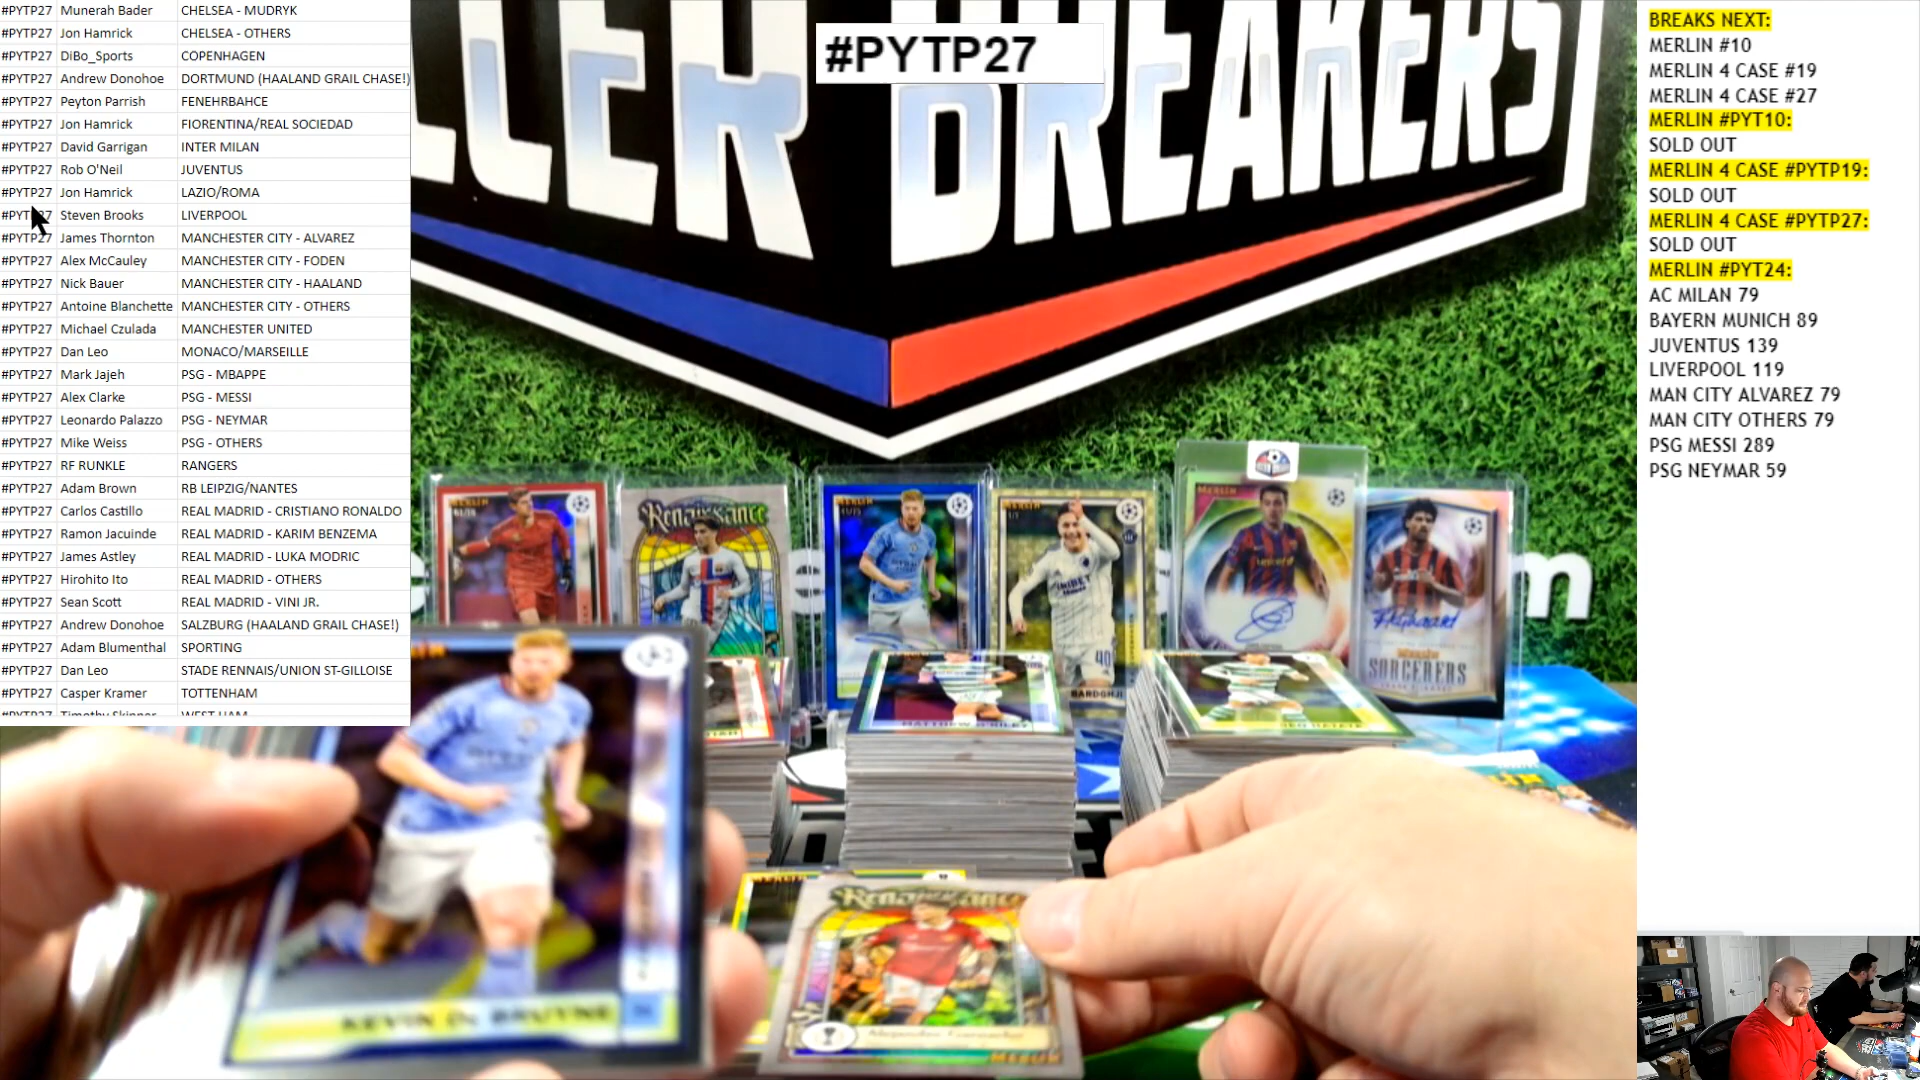 #PYTP27 Munerah Bader CHELSEA - MUDRYK
#PYTP27 Jon Hamrick CHELSEA - OTHERS
#PYTP27 DiBo_Sports COPENHAGEN
#PYTP27 Andrew Donohoe DORTMUND (HAALAND GRAIL CHASE!)
#PYTP27 Peyton Parrish FENEHRBAHCE
#PYTP27 Jon Hamrick FIORENTINA/REAL SOCIEDAD
#PYTP27 David Garrigan INTER MILAN
#PYTP27 Rob O'Neil JUVENTUS
#PYTP27 Jon Hamrick LAZIO/ROMA
#PYTP27 Steven Brooks LIVERPOOL
#PYTP27 James Thornton MANCHESTER CITY - ALVAREZ
#PYTP27 Alex McCauley MANCHESTER CITY - FODEN
#PYTP27 Nick Bauer MANCHESTER CITY - HAALAND
#PYTP27 Antoine Blanchette MANCHESTER CITY - OTHERS
#PYTP27 Michael Czulada MANCHESTER UNITED
#PYTP27 Dan Leo MONACO/MARSEILLE
#PYTP27 Mark Jajeh PSG - MBAPPE
#PYTP27 Alex Clarke PSG - MESSI
#PYTP27 Leonardo Palazzo PSG - NEYMAR
#PYTP27 Mike Weiss PSG - OTHERS
#PYTP27 RF RUNKLE RANGERS
#PYTP27 Adam Brown RB LEIPZIG/NANTES
#PYTP27 Carlos Castillo REAL MADRID - CRISTIANO RONALDO
#PYTP27 Ramon Jacuinde REAL MADRID - KARIM BENZEMA
#PYTP27 James Astley REAL MADRID - LUKA MODRIC
#PYTP27 Hirohito Ito REAL MADRID - OTHERS
#PYTP27 Sean Scott REAL MADRID - VINI JR.
#PYTP27 Andrew Donohoe SALZBURG (HAALAND GRAIL CHASE!)
#PYTP27 Adam Blumenthal SPORTING
#PYTP27 Dan Leo STADE RENNAIS/UNION ST-GILLOISE
#PYTP27 Casper Kramer TOTTENHAM
#PYTP27 Timothy Skinner WEST HAM
#PYTP27
BREAKERS
Renaissance
MERLIN
BARDGHJI
40
MERLIN
SORCERERS
KEVIN DE BRUYNE
Renaissance
MERLIN
BREAKS NEXT:
MERLIN #10
MERLIN 4 CASE #19
MERLIN 4 CASE #27
MERLIN #PYT10:
SOLD OUT
MERLIN 4 CASE #PYTP19:
SOLD OUT
MERLIN 4 CASE #PYTP27:
SOLD OUT
MERLIN #PYT24:
AC MILAN 79
BAYERN MUNICH 89
JUVENTUS 139
LIVERPOOL 119
MAN CITY ALVAREZ 79
MAN CITY OTHERS 79
PSG MESSI 289
PSG NEYMAR 59